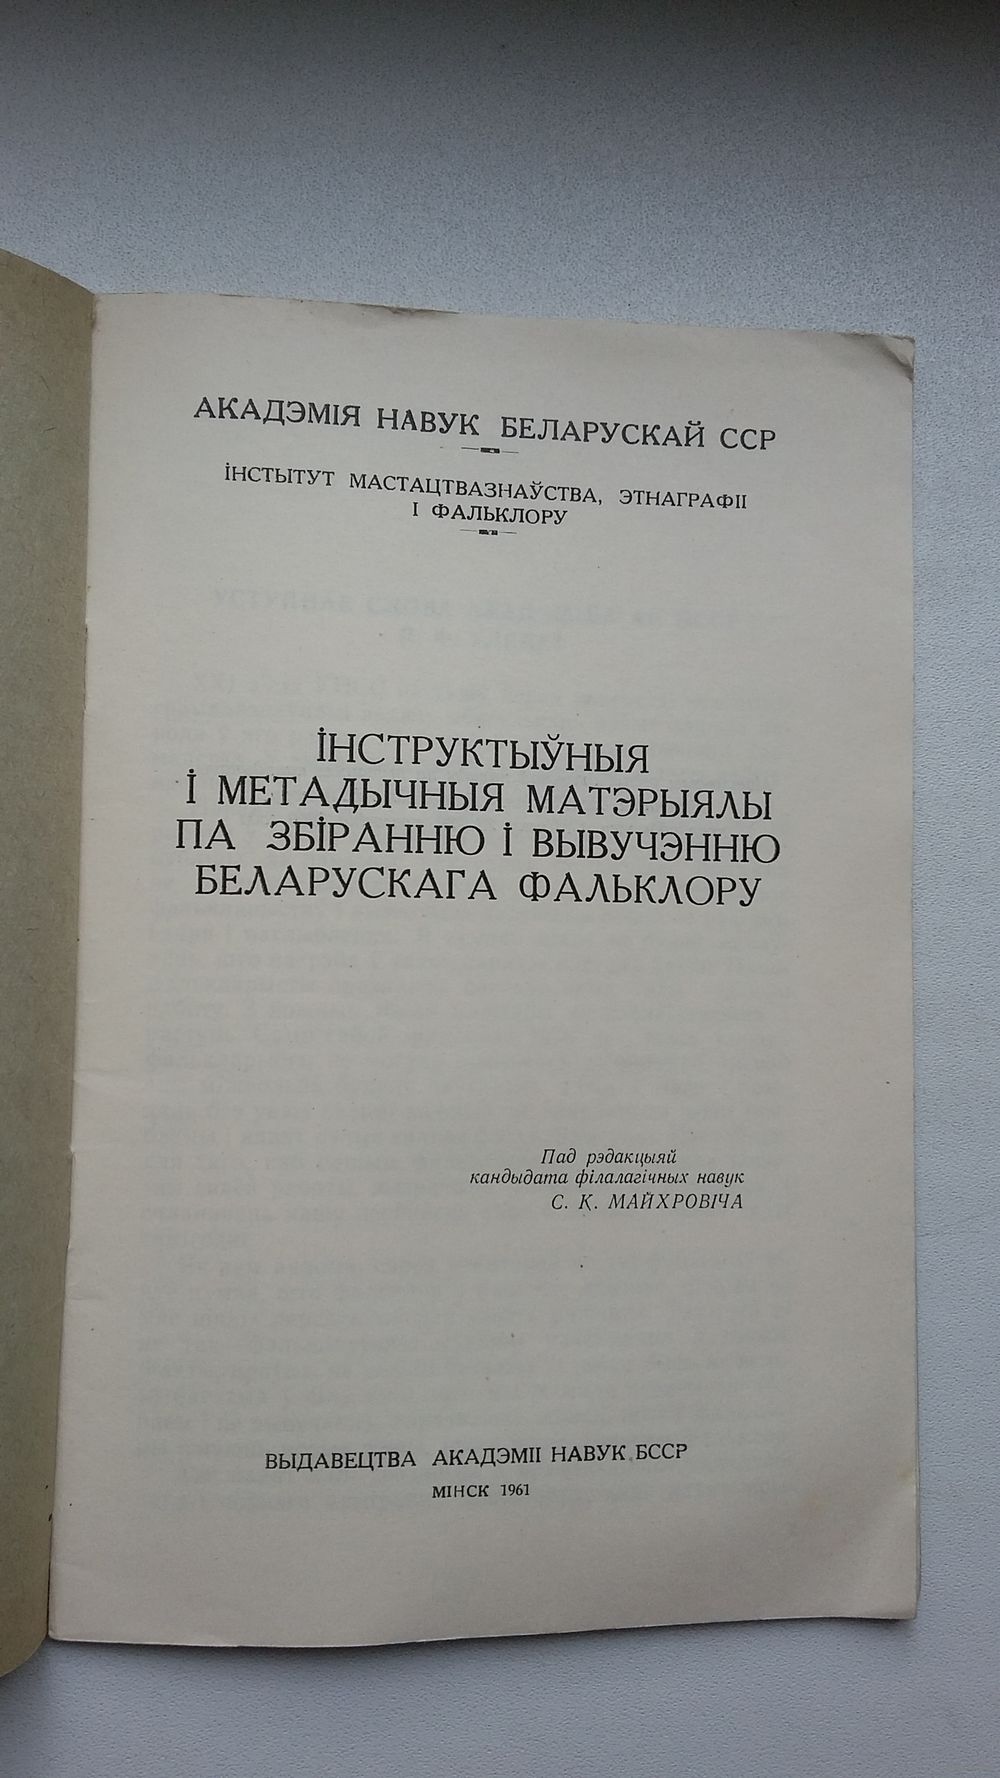 АКАДЭМІЯ НАВУК БЕЛАРУСКАЙ ССР
ІНСТЫТУТ МАСТАЦТВАЗНАЎСТВА, ЭТНАГРАФІІ
І ФАЛЬКЛОРУ
ІНСТРУКТЫЎНЫЯ
І МЕТАДЫЧНЫЯ МАТЭРЫЯЛЫ
ПА ЗБІРАННЮ І ВЫВУЧЭННЮ
БЕЛАРУСКАГА ФАЛЬКЛОРУ
Пад рэдакцыяй
кандыдата філалагічных навук
С. К. МАЙХРОВІЧА
ВЫДАВЕЦТВА АКАДЭМІІ НАВУК БССР
МІНСК 1961